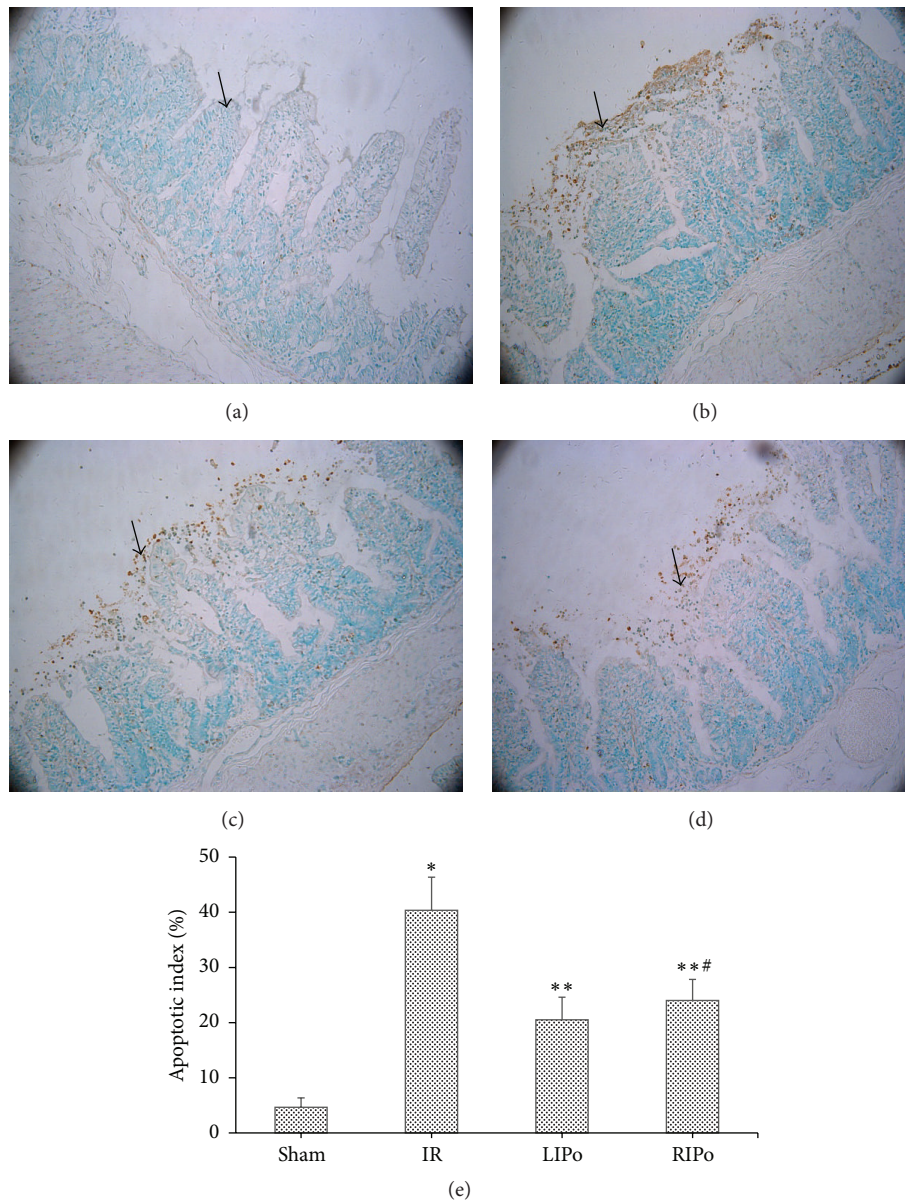 (a)
(b)
(c)
(d)
50
40
30
20
10
0
Apoptotic index (%)
*
**
**#
Sham
IR
LIPo
RIPo
(e)